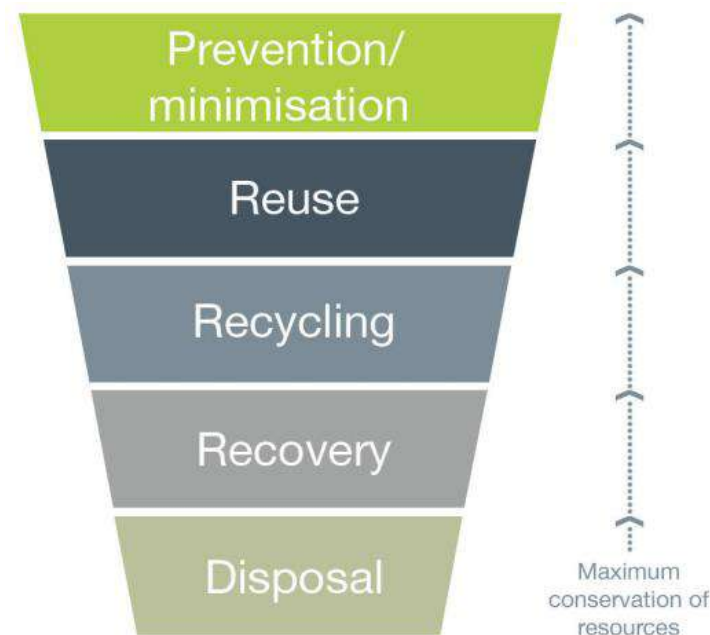 Prevention/
minimisation
Reuse
Recycling
Recovery
Disposal
Maximum
conservation of
resources